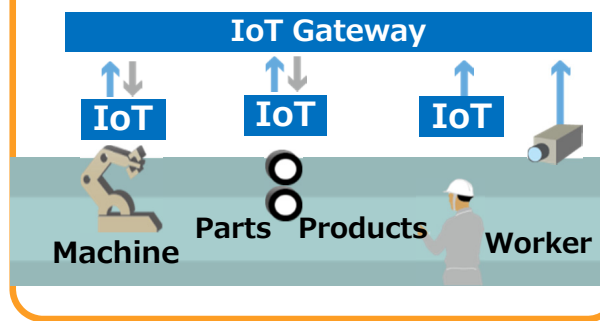 IoT Gateway
IoT
IoT
IoT
Machine
Parts
Products
Worker